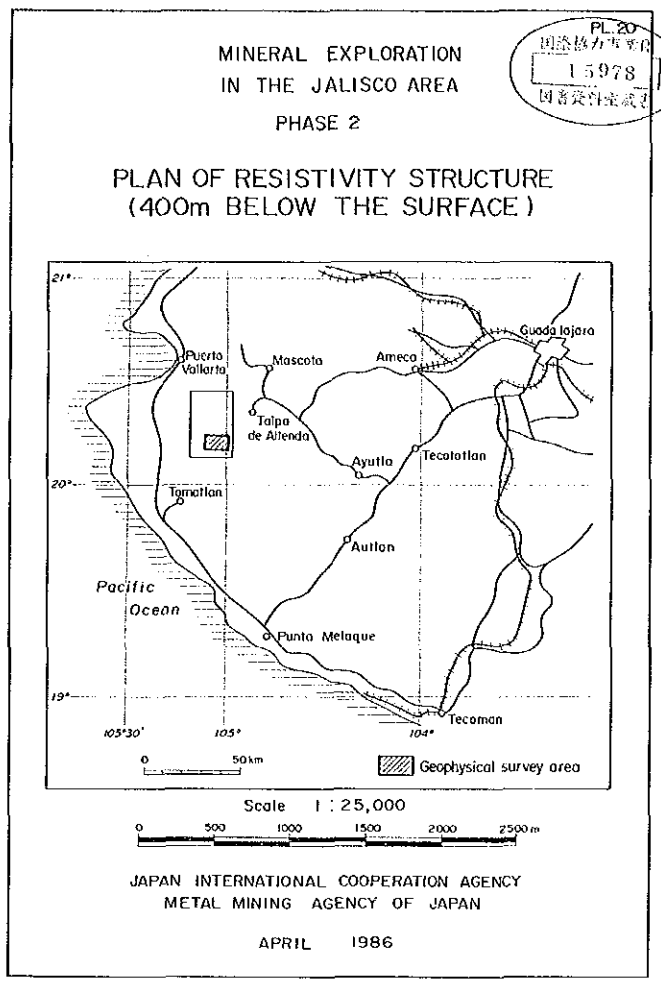 PL.20
15978
MINERAL EXPLORATION
IN THE JALISCO AREA
PHASE 2
PLAN OF RESISTIVITY STRUCTURE
(400m BELOW THE SURFACE)
21°
Guadalajara
Puerto
Vallarta
Mascota
Ameca
Talpa
de Allenda
Ayutla
Tecolotlan
20°
Tomatlan
Autlan
Pacific
Ocean
Punta Melaque
19°
Tecoman
105°30'
105°
104°
0 50km
Geophysical survey area
Scale 1:25,000
0 500 1000 1500 2000 2500m
JAPAN INTERNATIONAL COOPERATION AGENCY
METAL MINING AGENCY OF JAPAN
APRIL 1986